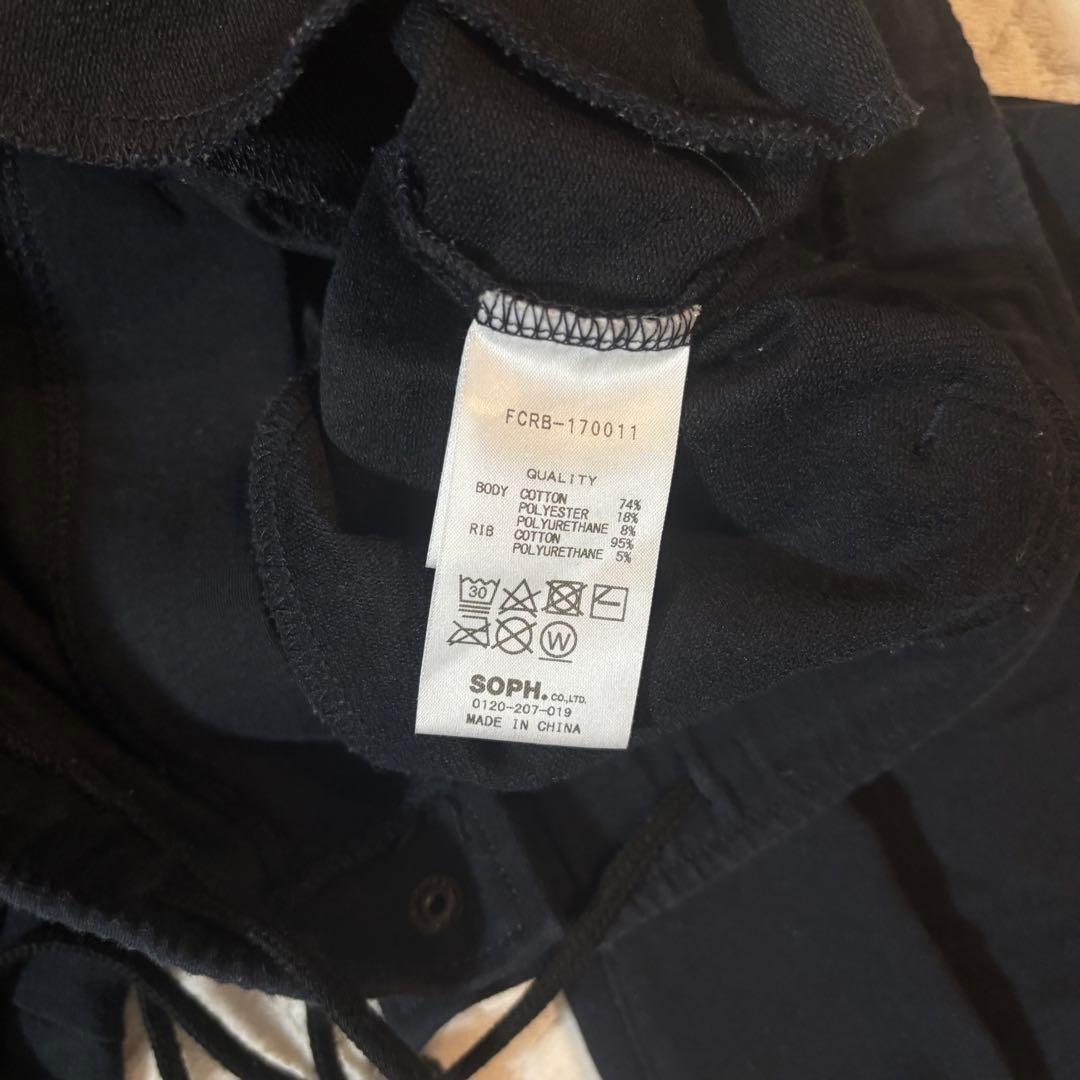 FCRB-170011
QUALITY
BODY COTTON 74%
POLYESTER 18%
POLYURETHANE 8%
RIB COTTON 95%
POLYURETHANE 5%
30
W
SOPH. CO.,LTD.
0120-207-019
MADE IN CHINA